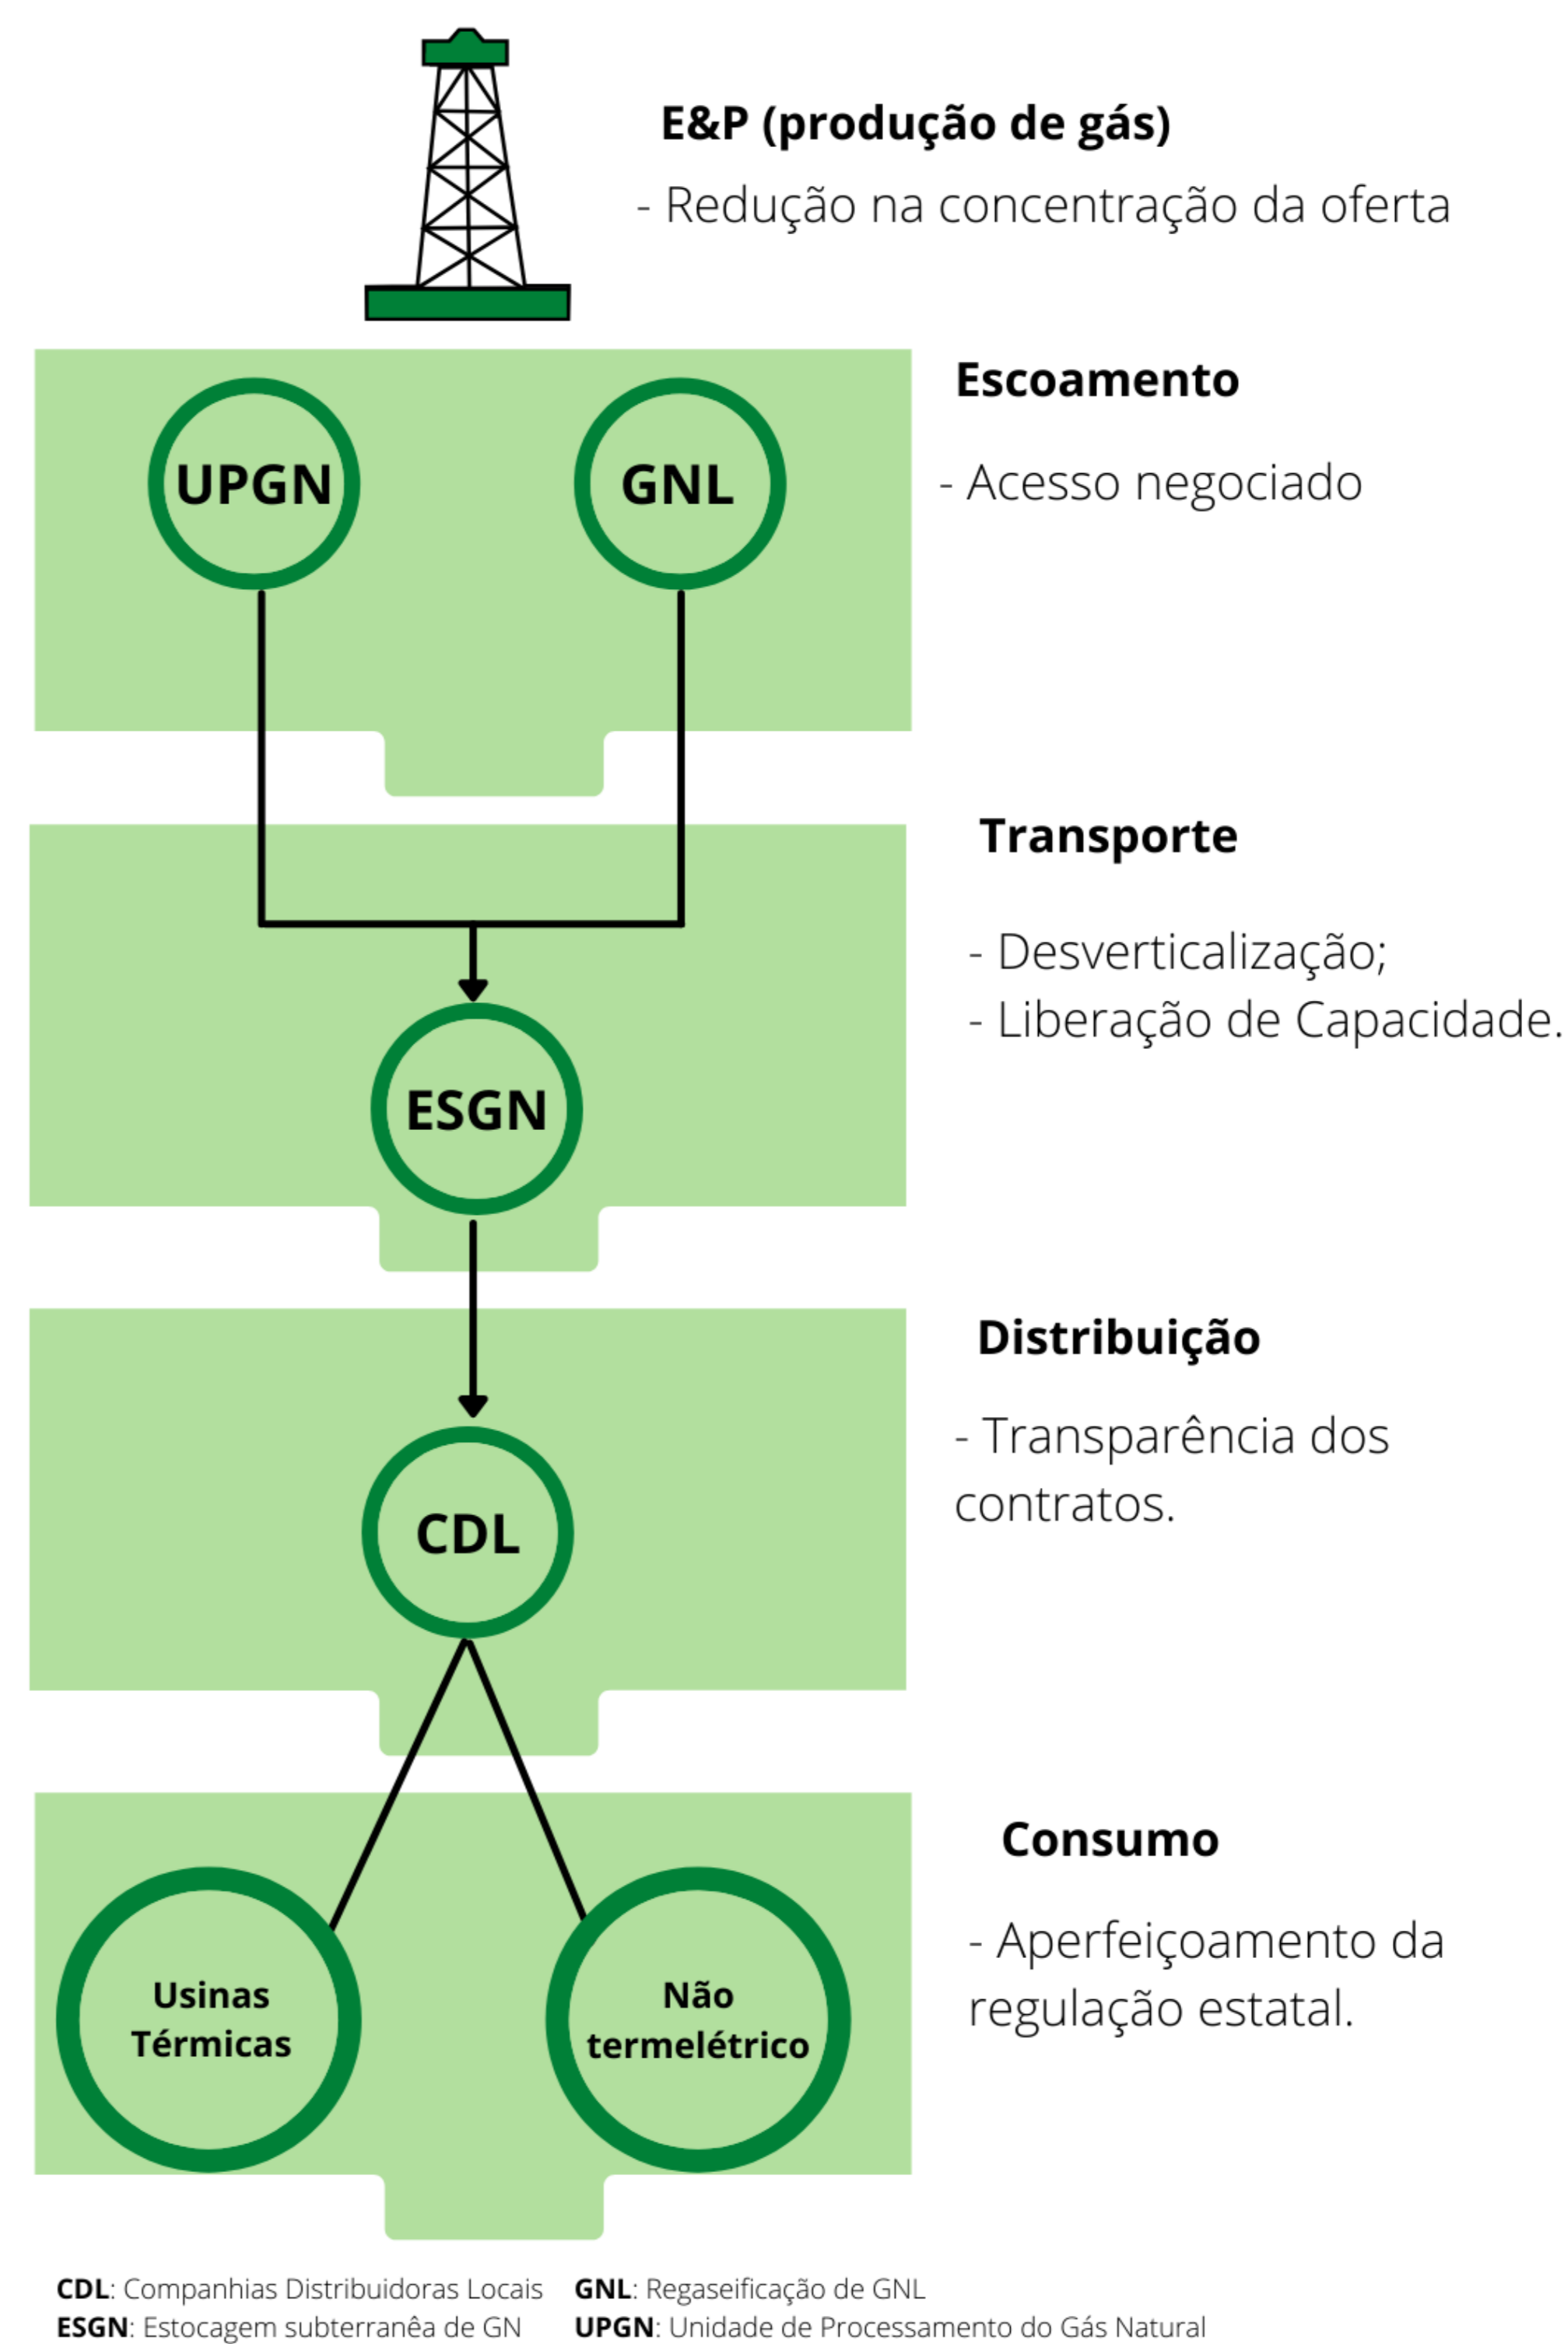 E&P (produção de gás)
- Redução na concentração da oferta
Escoamento
- Acesso negociado
UPGN
GNL
Transporte
- Desverticalização;
- Liberação de Capacidade.
ESGN
Distribuição
- Transparência dos
contratos.
CDL
Consumo
- Aperfeiçoamento da
regulação estatal.
Usinas
Térmicas
Não
termelétrico
CDL: Companhias Distribuidoras Locais
ESGN: Estocagem subterranêa de GN
GNL: Regaseificação de GNL
UPGN: Unidade de Processamento do Gás Natural